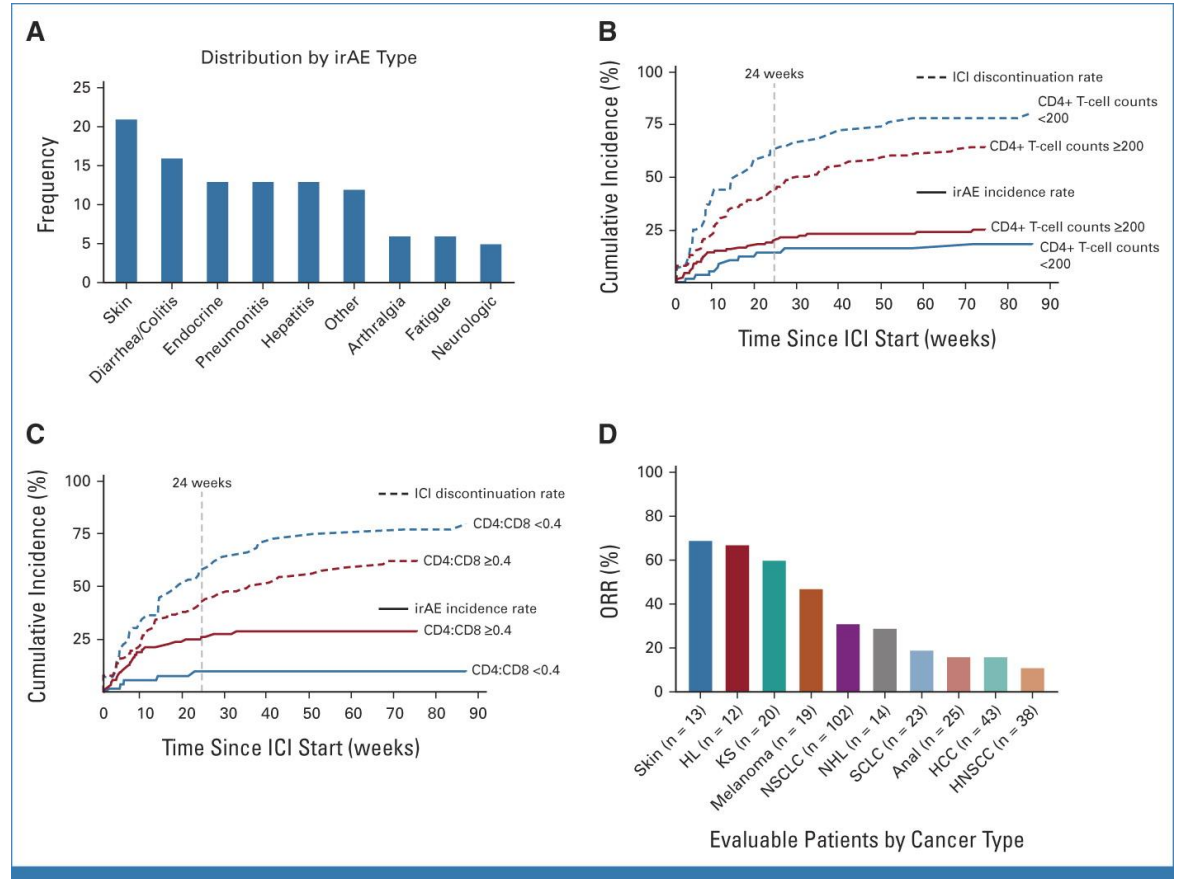 A
Distribution by irAE Type
Frequency
25
20
15
10
5
0
Skin
Diarrhea/Colitis
Endocrine
Pneumonitis
Hepatitis
Other
Arthralgia
Fatigue
Neurologic
B
Cumulative Incidence (%)
100
75
50
25
24 weeks
ICI discontinuation rate
CD4+ T-cell counts
<200
CD4+ T-cell counts ≥200
irAE incidence rate
CD4+ T-cell counts ≥200
CD4+ T-cell counts
<200
0 10 20 30 40 50 60 70 80 90
Time Since ICI Start (weeks)
C
Cumulative Incidence (%)
100
75
50
25
24 weeks
ICI discontinuation rate
CD4:CD8 <0.4
CD4:CD8 ≥0.4
irAE incidence rate
CD4:CD8 ≥0.4
CD4:CD8 <0.4
0 10 20 30 40 50 60 70 80 90
Time Since ICI Start (weeks)
D
ORR (%)
100
80
60
40
20
0
Skin (n = 13)
HL (n = 12)
KS (n = 20)
Melanoma (n = 19)
NSCLC (n = 102)
NHL (n = 14)
SCLC (n = 23)
Anal (n = 25)
HCC (n = 43)
HNSCC (n = 38)
Evaluable Patients by Cancer Type